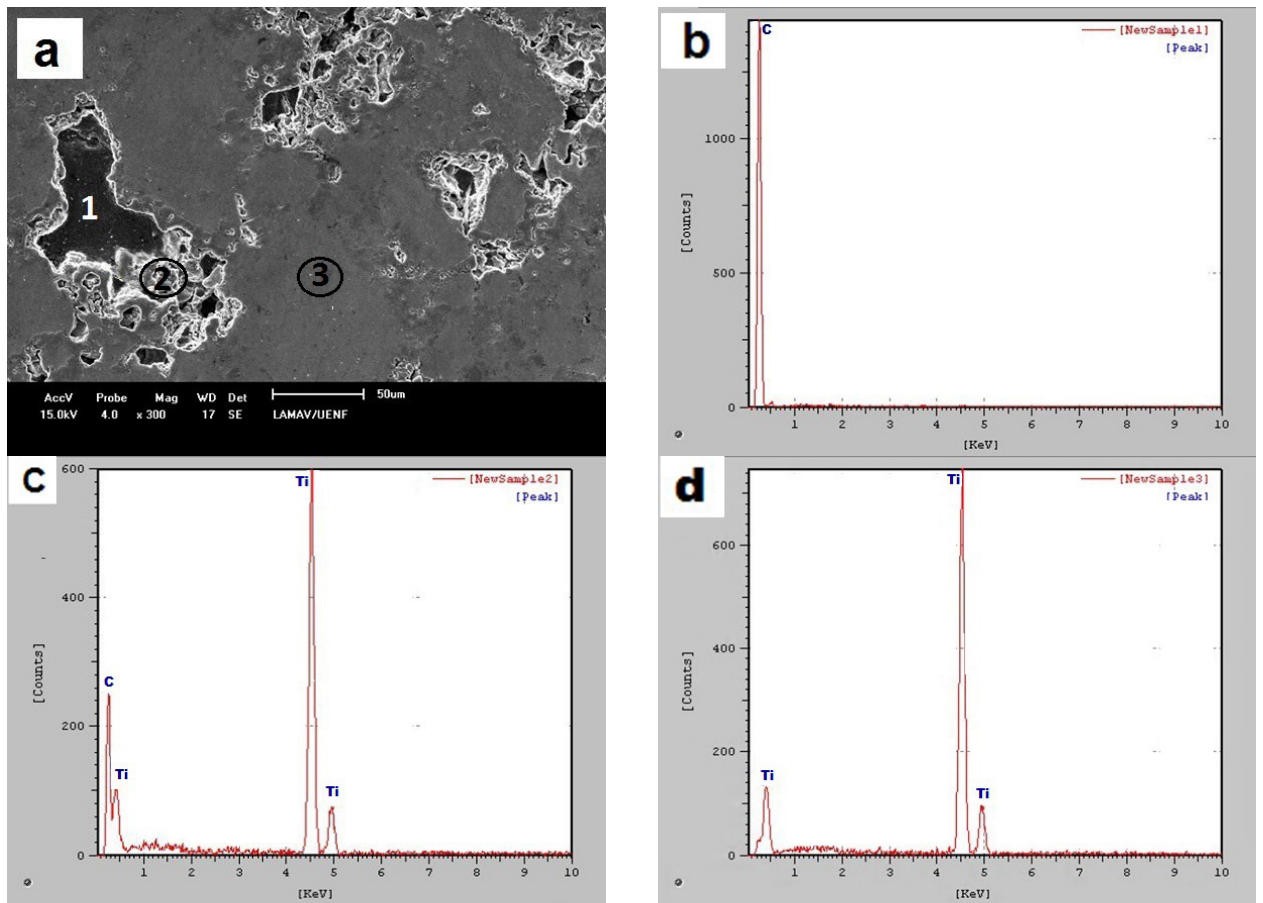 a
1
2
3
AccV Probe Mag WD Det 50um
15.0kV 4.0 x 300 17 SE LAMAV/UENF
b
[NewSample1]
[Peak]
C
1000
500
0
[Counts]
1 2 3 4 5 6 7 8 9 10
[KeV]
c
[NewSample2]
[Peak]
Ti
C
Ti
Ti
600
400
200
0
[Counts]
1 2 3 4 5 6 7 8 9 10
[KeV]
d
[NewSample3]
[Peak]
Ti
Ti
Ti
600
400
200
0
[Counts]
1 2 3 4 5 6 7 8 9 10
[KeV]